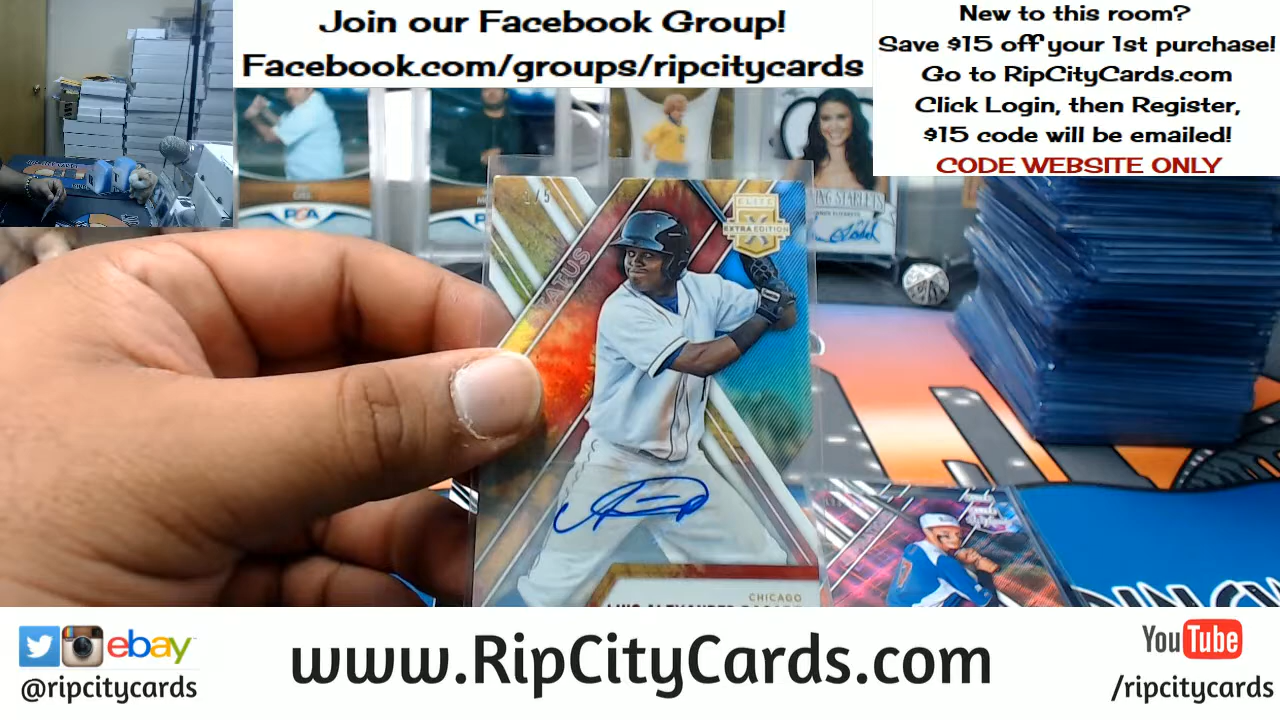 Join our Facebook Group!
Facebook.com/groups/ripcitycards
New to this room?
Save $15 off your 1st purchase!
Go to RipCityCards.com
Click Login, then Register,
$15 code will be emailed!
CODE WEBSITE ONLY
PSA
ELITE
EXTRA EDITION
CHICAGO
ebay
@ripcitycards
www.RipCityCards.com
YouTube
/ripcitycards